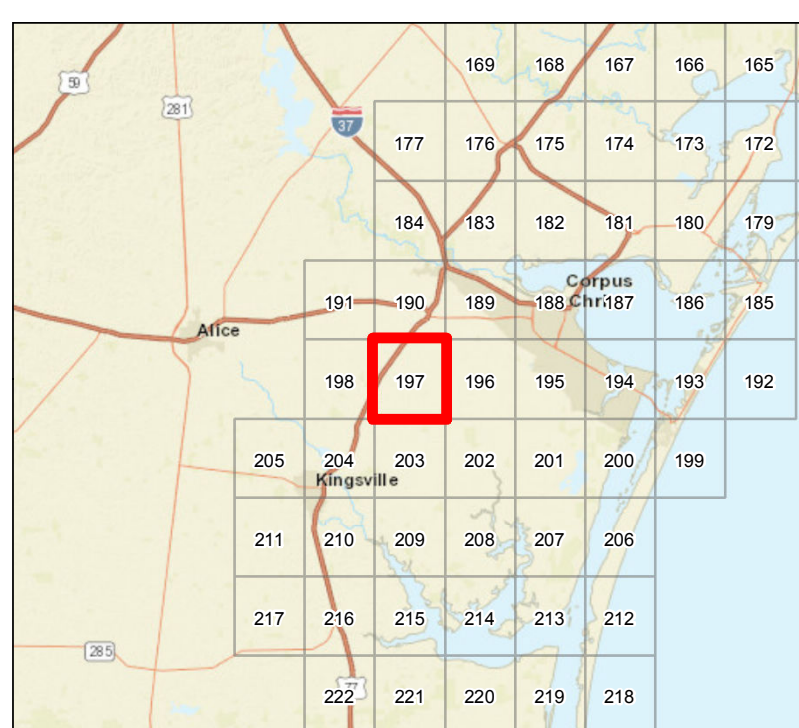 169 168 167 166 165
59
281
37
177 176 175 174 173 172
184 183 182 181 180 179
Corpus
191 190 189 188 Chri 187 186 185
Alice
198 197 196 195 194 193 192
205 204 203 202 201 200 199
Kingsville
211 210 209 208 207 206
217 216 215 214 213 212
285
77
222 221 220 219 218